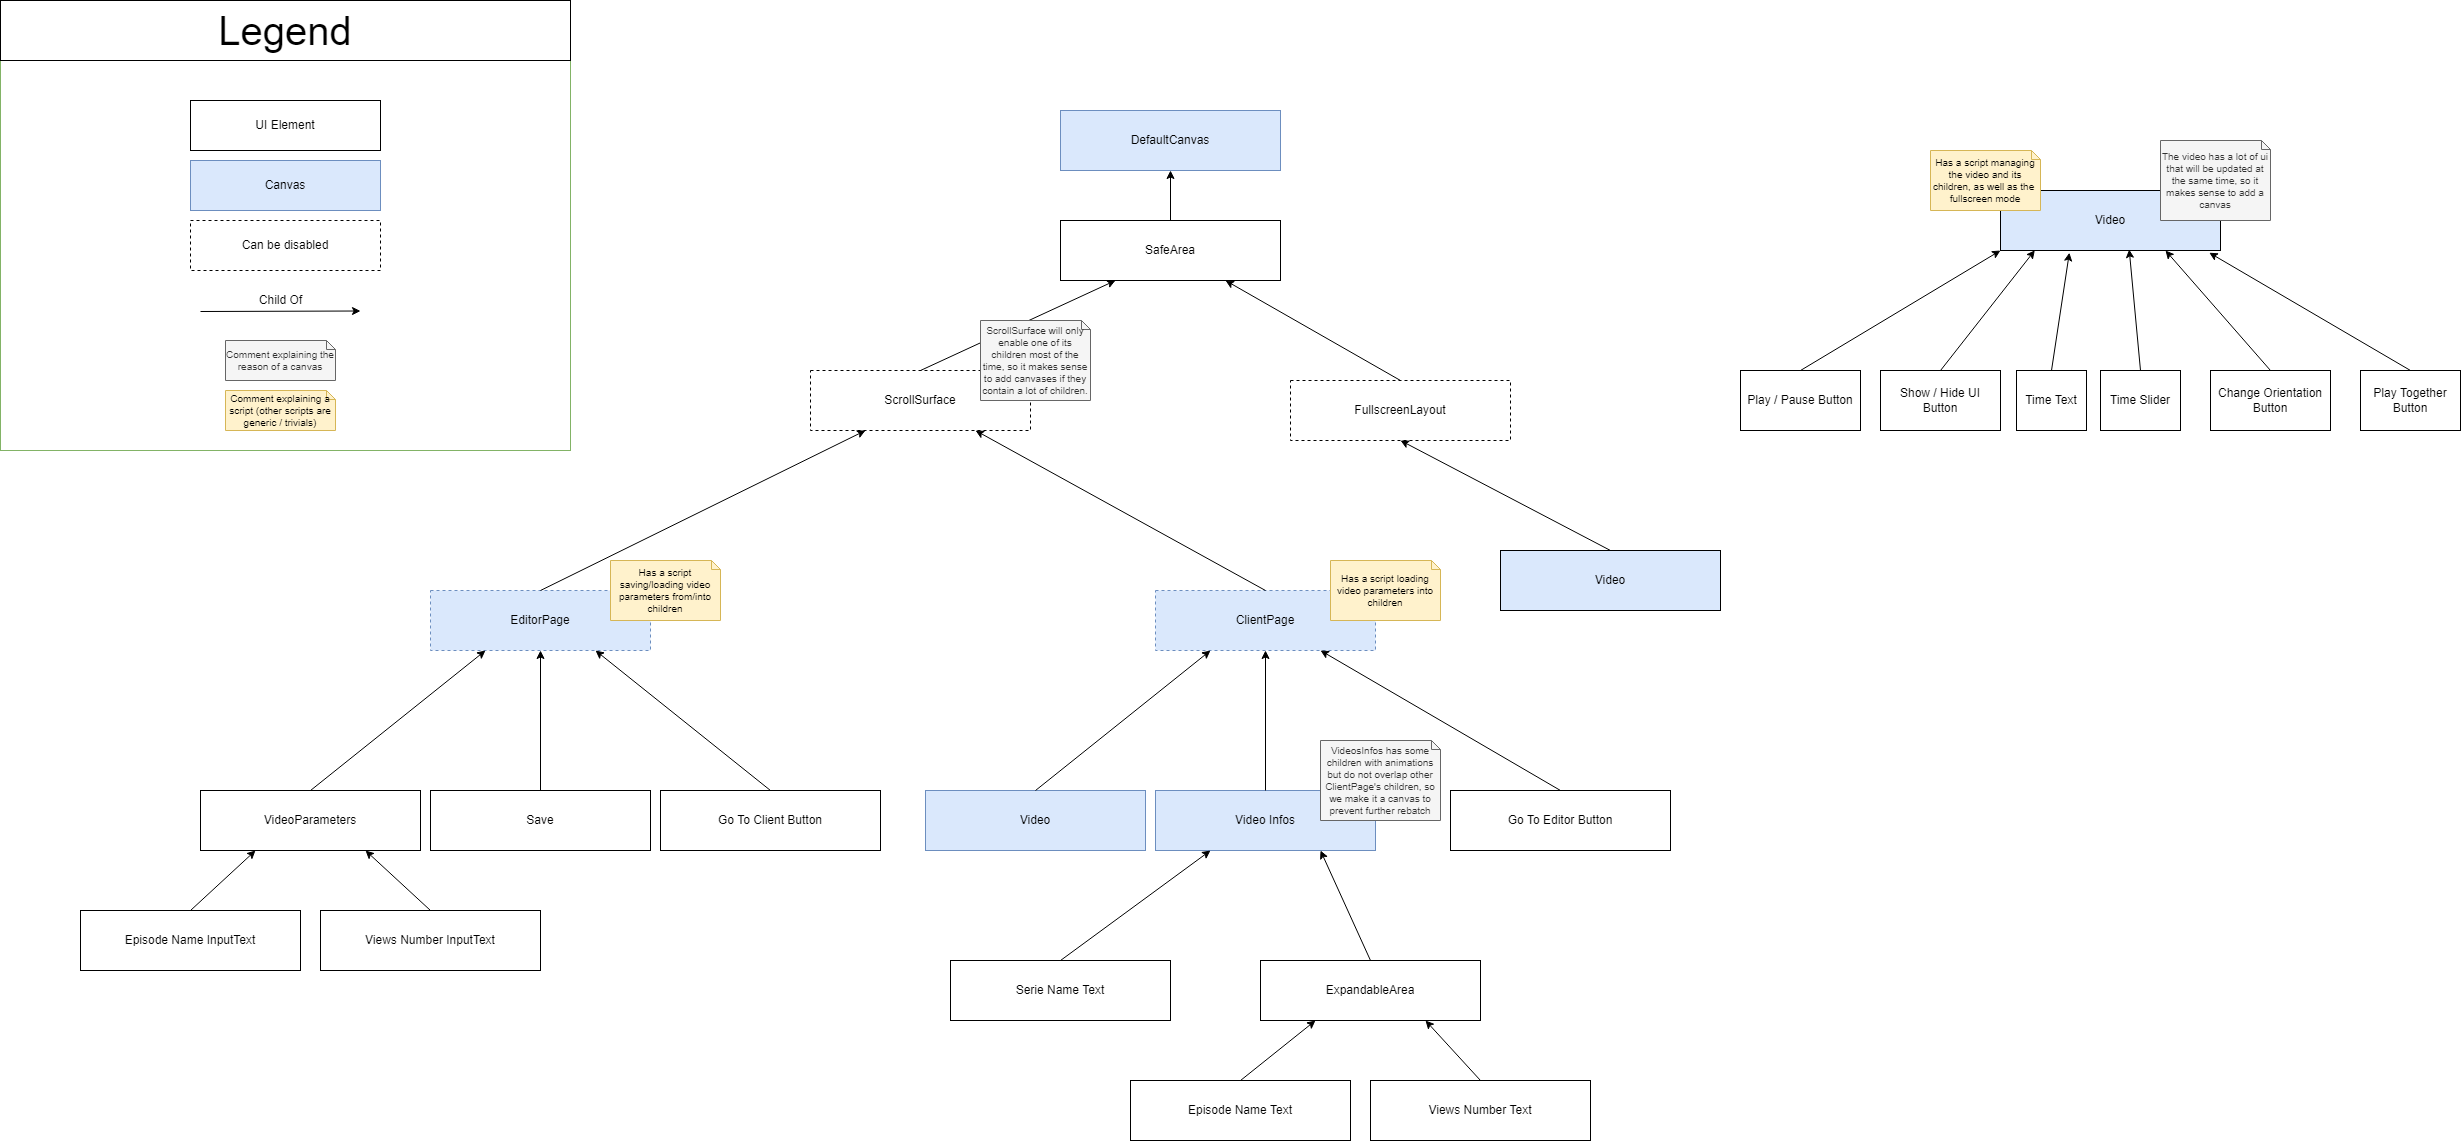 Legend
UI Element
Canvas
Can be disabled
Child Of
Comment explaining the
reason of a canvas
Comment explaining a
script (other scripts are
generic / trivials)
DefaultCanvas
SafeArea
ScrollSurface will only
enable one of its
children most of the
time, so it makes sense
to add canvases if they
contain a lot of children.
ScrollSurface
FullscreenLayout
Video
EditorPage
Has a script
saving/loading video
parameters from/into
children
ClientPage
Has a script loading
video parameters into
children
VideosInfos has some
children with animations
but do not overlap other
ClientPage's children, so
we make it a canvas to
prevent further rebatch
VideoParameters
Save
Go To Client Button
Video
Video Infos
Go To Editor Button
Episode Name InputText
Views Number InputText
Serie Name Text
ExpandableArea
Episode Name Text
Views Number Text
Has a script managing
the video and its
children, as well as the
fullscreen mode
The video has a lot of ui
that will be updated at
the same time, so it
makes sense to add a
canvas
Video
Play / Pause Button
Show / Hide UI
Button
Time Text
Time Slider
Change Orientation
Button
Play Together
Button